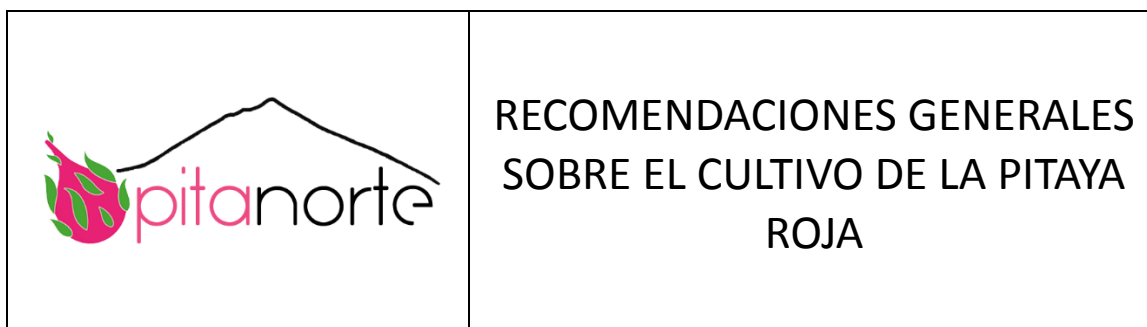 pitanorte
RECOMENDACIONES GENERALES
SOBRE EL CULTIVO DE LA PITAYA
ROJA